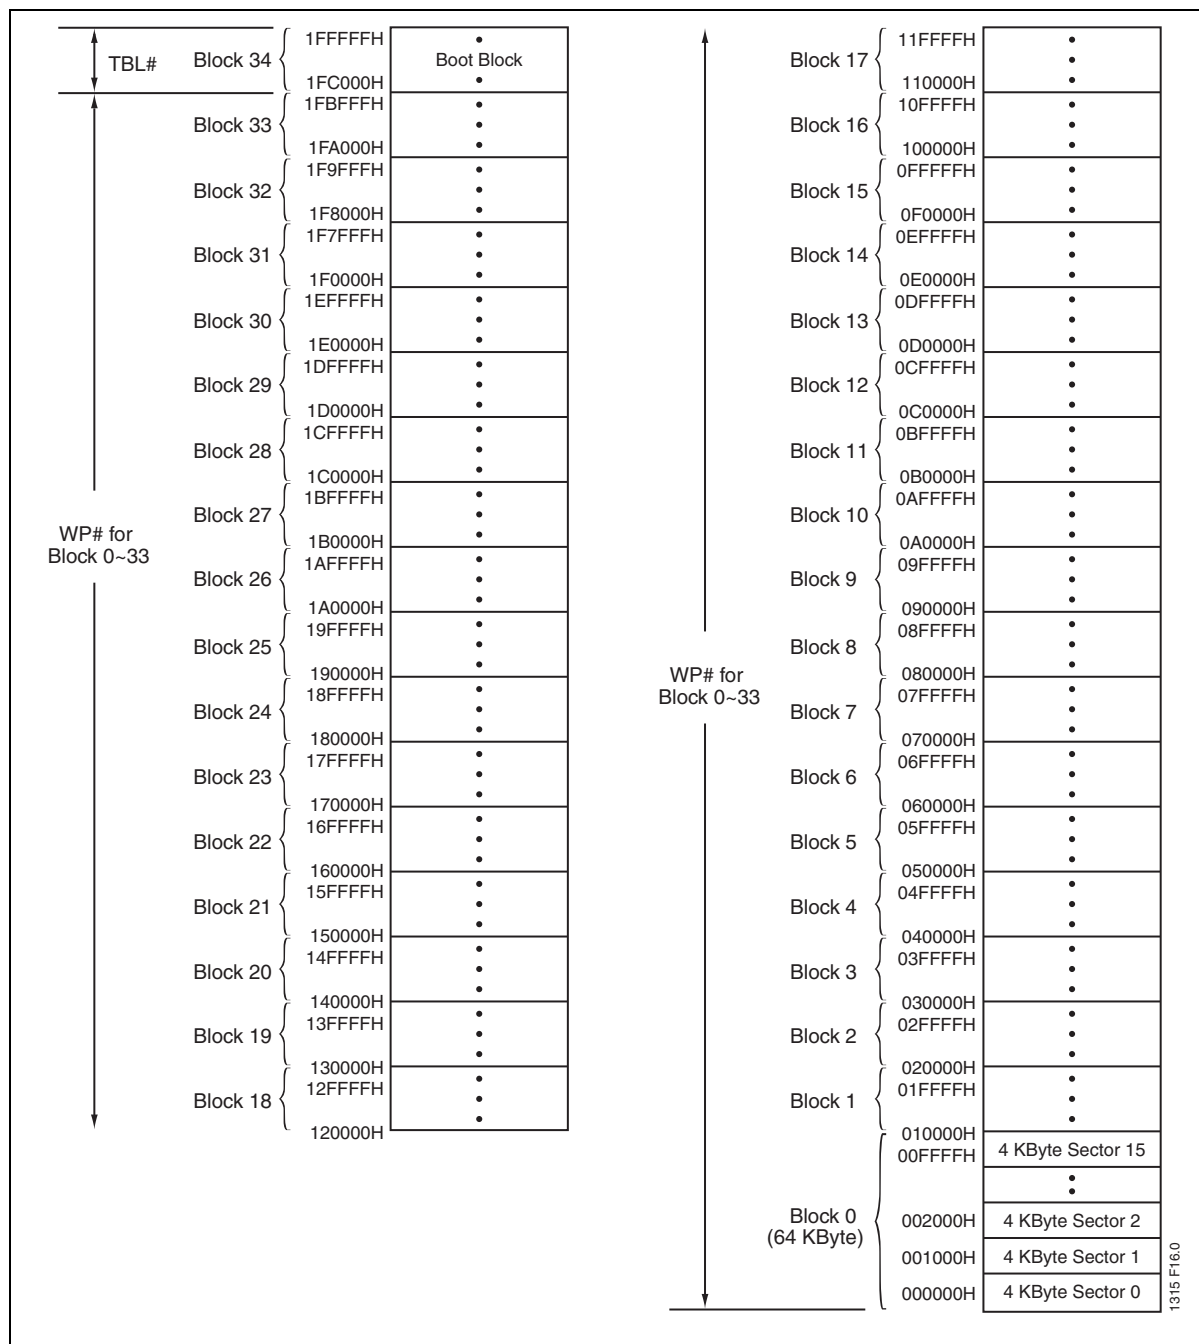 TBL#
Block 34
1FFFFFH
Boot Block
1FC000H
Block 33
1FBFFFH
1FA000H
Block 32
1F9FFFH
1F8000H
Block 31
1F7FFFH
1F0000H
Block 30
1EFFFFH
1E0000H
Block 29
1DFFFFH
1D0000H
Block 28
1CFFFFH
1C0000H
Block 27
1BFFFFH
1B0000H
WP# for
Block 0~33
Block 26
1AFFFFH
1A0000H
Block 25
19FFFFH
190000H
Block 24
18FFFFH
180000H
Block 23
17FFFFH
170000H
Block 22
16FFFFH
160000H
Block 21
15FFFFH
150000H
Block 20
14FFFFH
140000H
Block 19
13FFFFH
130000H
Block 18
12FFFFH
120000H
Block 17
11FFFFH
110000H
Block 16
10FFFFH
100000H
Block 15
0FFFFFH
0F0000H
Block 14
0EFFFFH
0E0000H
Block 13
0DFFFFH
0D0000H
Block 12
0CFFFFH
0C0000H
Block 11
0BFFFFH
0B0000H
Block 10
0AFFFFH
0A0000H
Block 9
09FFFFH
090000H
Block 8
08FFFFH
080000H
WP# for
Block 0~33
Block 7
07FFFFH
070000H
Block 6
06FFFFH
060000H
Block 5
05FFFFH
050000H
Block 4
04FFFFH
040000H
Block 3
03FFFFH
030000H
Block 2
02FFFFH
020000H
Block 1
01FFFFH
010000H
Block 0
(64 KByte)
00FFFFH
4 KByte Sector 15
002000H
4 KByte Sector 2
001000H
4 KByte Sector 1
000000H
4 KByte Sector 0
1315 F16.0